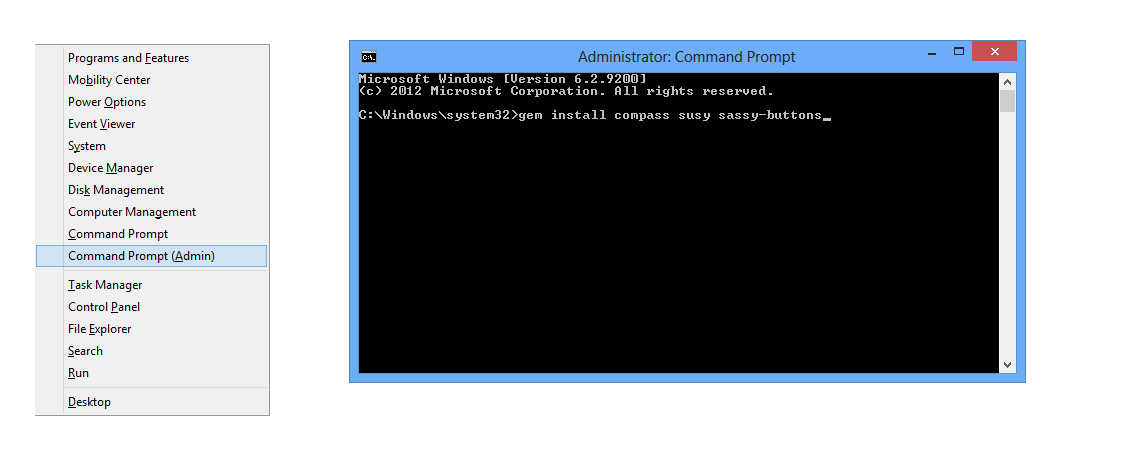 Programs and Features
Mobility Center
Power Options
Event Viewer
System
Device Manager
Disk Management
Computer Management
Command Prompt
Command Prompt (Admin)
Task Manager
Control Panel
File Explorer
Search
Run
Desktop
C:\.
Administrator: Command Prompt
Microsoft Windows [Version 6.2.9200]
(c) 2012 Microsoft Corporation. All rights reserved.
C:\Windows\system32>gem install compass susy sassy-buttons_